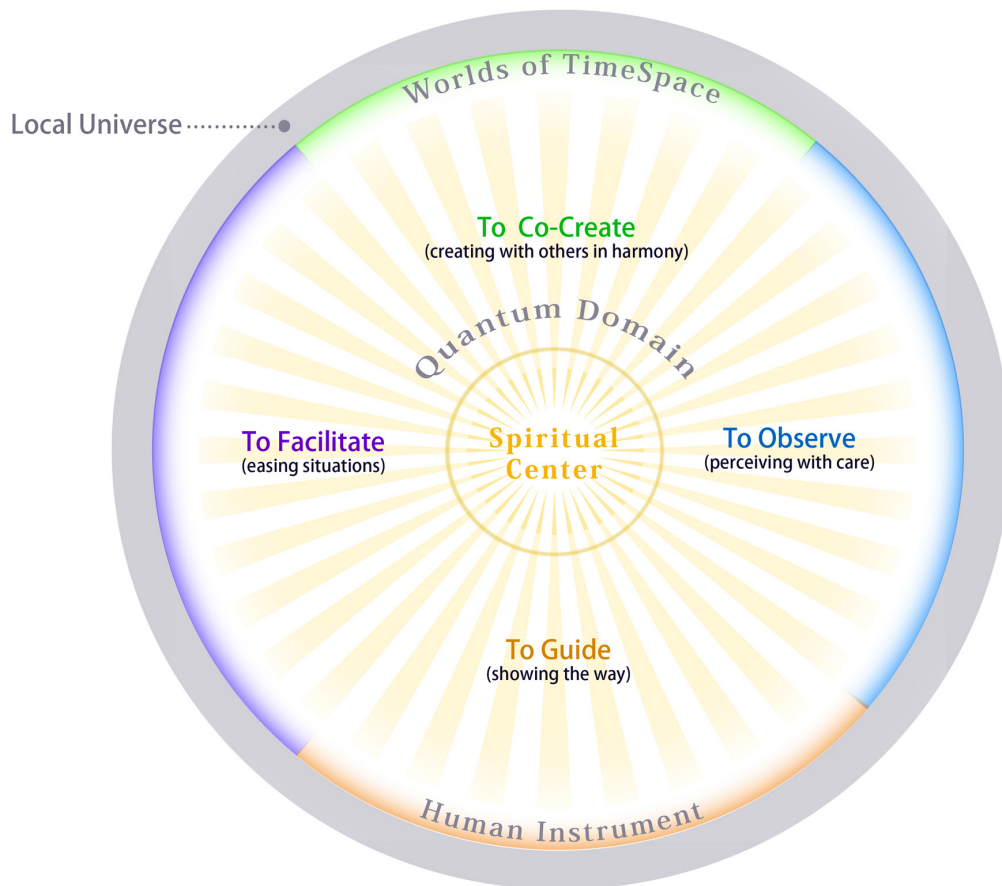 Worlds of TimeSpace
Local Universe
To Co-Create
(creating with others in harmony)
Quantum Domain
To Facilitate
(easing situations)
Spiritual
Center
To Observe
(perceiving with care)
To Guide
(showing the way)
Human Instrument